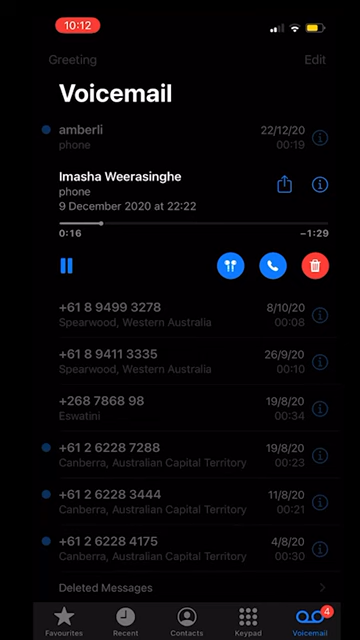 10:12
Greeting
Edit
Voicemail
amberli
22/12/20
phone
00:19
Imasha Weerasinghe
phone
9 December 2020 at 22:22
0:16
−1:29
+61 8 9499 3278
8/10/20
Spearwood, Western Australia
00:08
+61 8 9411 3335
26/9/20
Spearwood, Western Australia
00:10
+268 7868 98
19/8/20
Eswatini
00:34
+61 2 6228 7288
19/8/20
Canberra, Australian Capital Territory
00:23
+61 2 6228 3444
11/8/20
Canberra, Australian Capital Territory
00:21
+61 2 6228 4175
4/8/20
Canberra, Australian Capital Territory
00:30
Deleted Messages
4
Favourites
Recent
Contacts
Keypad
Voicemail